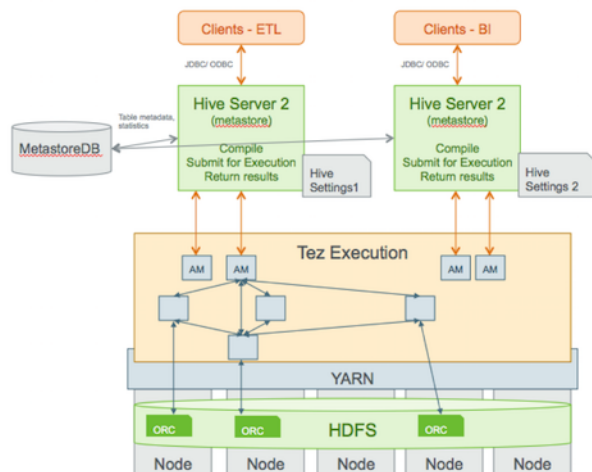 Clients - ETL
Clients - BI
JDBC/ ODBC
JDBC/ ODBC
Hive Server 2
(metastore)
Compile
Submit for Execution
Return results
Hive Server 2
(metastore)
Compile
Submit for Execution
Return results
Table metadata,
statistics
MetastoreDB
Hive
Settings1
Hive
Settings 2
Tez Execution
AM
AM
AM
AM
YARN
ORC
ORC
HDFS
ORC
Node
Node
Node
Node
Node